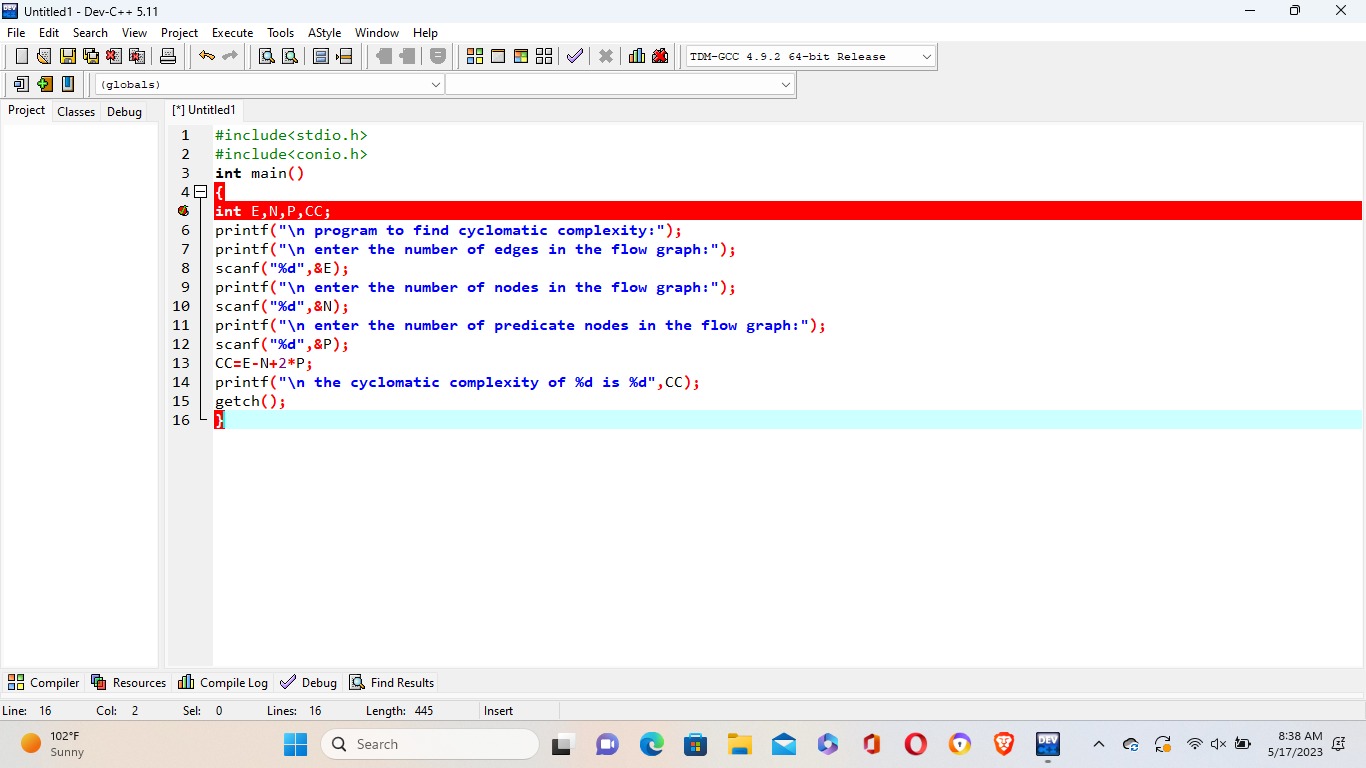 Untitled1 - Dev-C++ 5.11
File Edit Search View Project Execute Tools AStyle Window Help
TDM-GCC 4.9.2 64-bit Release
(globals)
Project Classes Debug [*] Untitled1
1 #include<stdio.h>
2 #include<conio.h>
3 int main()
4 {
int E,N,P,CC;
6 printf("\n program to find cyclomatic complexity:");
7 printf("\n enter the number of edges in the flow graph:");
8 scanf("%d",&E);
9 printf("\n enter the number of nodes in the flow graph:");
10 scanf("%d",&N);
11 printf("\n enter the number of predicate nodes in the flow graph:");
12 scanf("%d",&P);
13 CC=E-N+2*P;
14 printf("\n the cyclomatic complexity of %d is %d",CC);
15 getch();
16 }
Compiler Resources Compile Log Debug Find Results
Line: 16 Col: 2 Sel: 0 Lines: 16 Length: 445 Insert
102°F
Sunny
Search
DEV
8:38 AM
5/17/2023